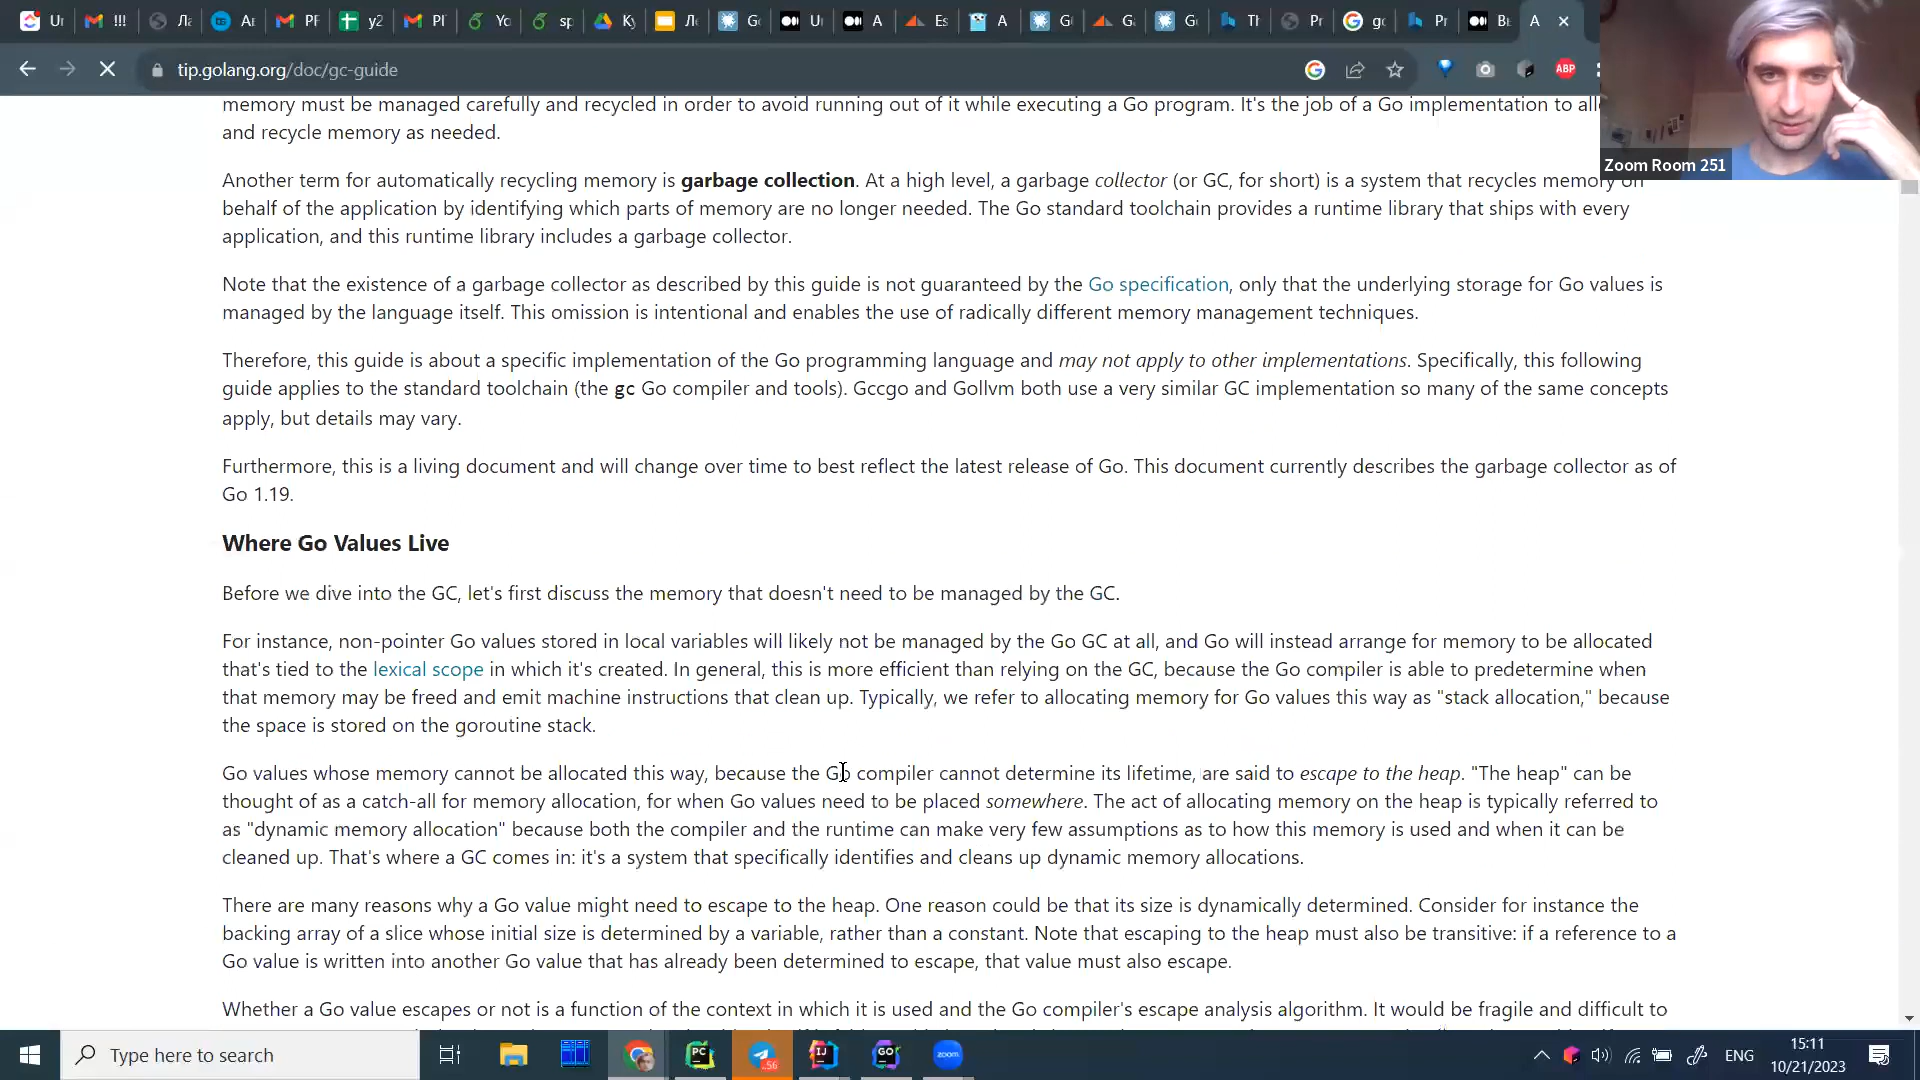 Ur
!!!
Ла
Ar
PF
y2
Pl
Yc
sp
Ку
Ле
Gc
Ur
A
Es
A
Gi
Ga
Gi
Tl
Pr
gc
Pr
Be
A
tip.golang.org/doc/gc-guide
ABP
memory must be managed carefully and recycled in order to avoid running out of it while executing a Go program. It's the job of a Go implementation to all
and recycle memory as needed.
Zoom Room 251
Another term for automatically recycling memory is garbage collection. At a high level, a garbage collector (or GC, for short) is a system that recycles memory on
behalf of the application by identifying which parts of memory are no longer needed. The Go standard toolchain provides a runtime library that ships with every
application, and this runtime library includes a garbage collector.
Note that the existence of a garbage collector as described by this guide is not guaranteed by the Go specification, only that the underlying storage for Go values is
managed by the language itself. This omission is intentional and enables the use of radically different memory management techniques.
Therefore, this guide is about a specific implementation of the Go programming language and may not apply to other implementations. Specifically, this following
guide applies to the standard toolchain (the gc Go compiler and tools). Gccgo and Gollvm both use a very similar GC implementation so many of the same concepts
apply, but details may vary.
Furthermore, this is a living document and will change over time to best reflect the latest release of Go. This document currently describes the garbage collector as of
Go 1.19.
Where Go Values Live
Before we dive into the GC, let's first discuss the memory that doesn't need to be managed by the GC.
For instance, non-pointer Go values stored in local variables will likely not be managed by the Go GC at all, and Go will instead arrange for memory to be allocated
that's tied to the lexical scope in which it's created. In general, this is more efficient than relying on the GC, because the Go compiler is able to predetermine when
that memory may be freed and emit machine instructions that clean up. Typically, we refer to allocating memory for Go values this way as "stack allocation," because
the space is stored on the goroutine stack.
Go values whose memory cannot be allocated this way, because the Go compiler cannot determine its lifetime, are said to escape to the heap. "The heap" can be
thought of as a catch-all for memory allocation, for when Go values need to be placed somewhere. The act of allocating memory on the heap is typically referred to
as "dynamic memory allocation" because both the compiler and the runtime can make very few assumptions as to how this memory is used and when it can be
cleaned up. That's where a GC comes in: it's a system that specifically identifies and cleans up dynamic memory allocations.
There are many reasons why a Go value might need to escape to the heap. One reason could be that its size is dynamically determined. Consider for instance the
backing array of a slice whose initial size is determined by a variable, rather than a constant. Note that escaping to the heap must also be transitive: if a reference to a
Go value is written into another Go value that has already been determined to escape, that value must also escape.
Whether a Go value escapes or not is a function of the context in which it is used and the Go compiler's escape analysis algorithm. It would be fragile and difficult to
Type here to search
PC
56
IJ
GO
zoom
ENG
15:11
10/21/2023